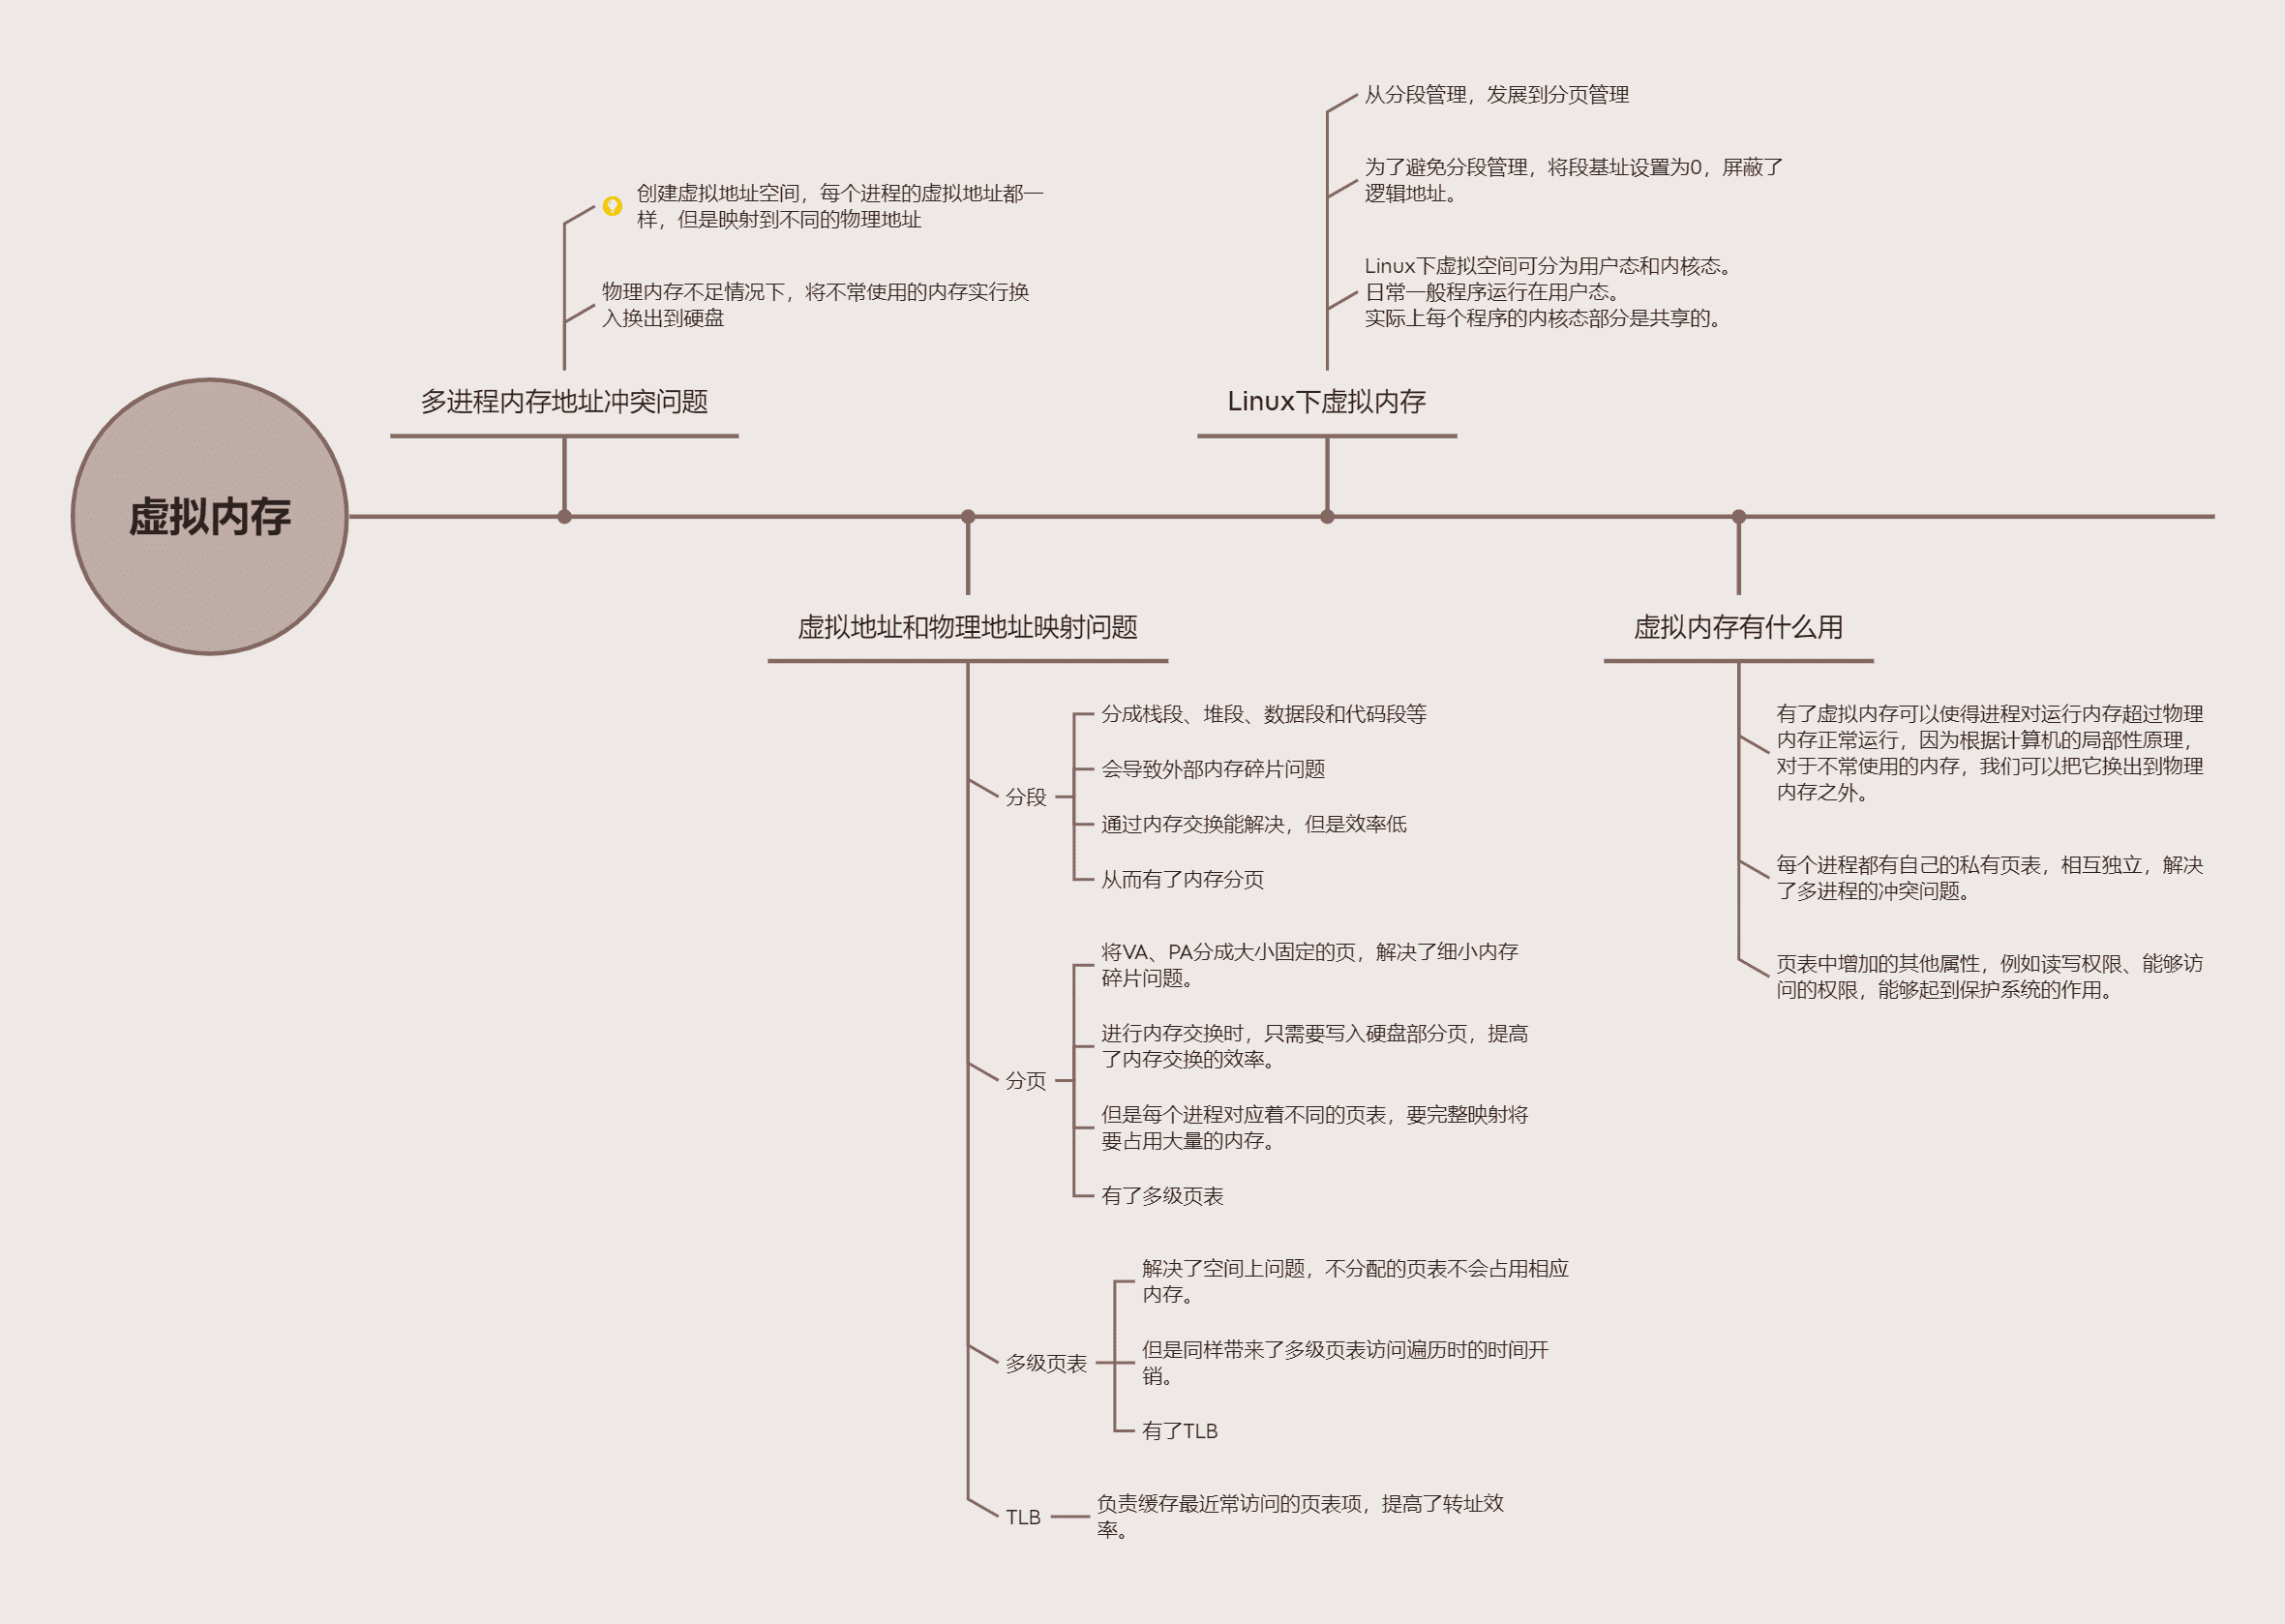 虚拟内存
多进程内存地址冲突问题
创建虚拟地址空间，每个进程的虚拟地址都一
样，但是映射到不同的物理地址
物理内存不足情况下，将不常使用的内存实行换
入换出到硬盘
虚拟地址和物理地址映射问题
分段
分成栈段、堆段、数据段和代码段等
会导致外部内存碎片问题
通过内存交换能解决，但是效率低
从而有了内存分页
分页
将VA、PA分成大小固定的页，解决了细小内存
碎片问题。
进行内存交换时，只需要写入硬盘部分页，提高
了内存交换的效率。
但是每个进程对应着不同的页表，要完整映射将
要占用大量的内存。
有了多级页表
多级页表
解决了空间上问题，不分配的页表不会占用相应
内存。
但是同样带来了多级页表访问遍历时的时间开
销。
有了TLB
TLB
负责缓存最近常访问的页表项，提高了转址效
率。
Linux下虚拟内存
从分段管理，发展到分页管理
为了避免分段管理，将段基址设置为0，屏蔽了
逻辑地址。
Linux下虚拟空间可分为用户态和内核态。
日常一般程序运行在用户态。
实际上每个程序的内核态部分是共享的。
虚拟内存有什么用
有了虚拟内存可以使得进程对运行内存超过物理
内存正常运行，因为根据计算机的局部性原理，
对于不常使用的内存，我们可以把它换出到物理
内存之外。
每个进程都有自己的私有页表，相互独立，解决
了多进程的冲突问题。
页表中增加的其他属性，例如读写权限、能够访
问的权限，能够起到保护系统的作用。